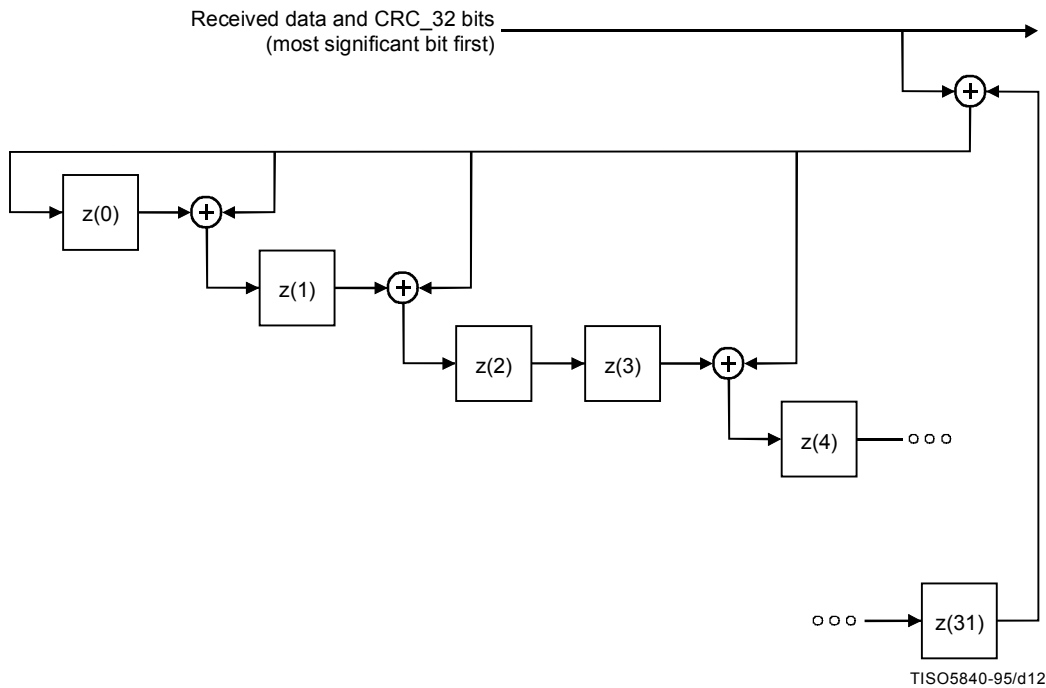 Received data and CRC_32 bits
(most significant bit first)
z(0)
z(1)
z(2)
z(3)
z(4)
z(31)
TISO5840-95/d12